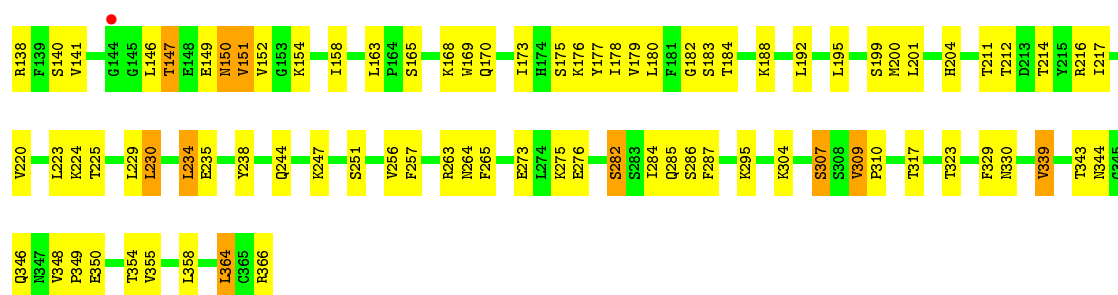 R138 F139 S140 V141 G144 G145 L146 T147 E148 E149 N150 V151 V152 G153 K154 I158 L163 P164 S165 K168 W169 Q170 I173 H174 S175 K176 Y177 I178 V179 L180 F181 G182 S183 T184 K188 L192 L195 S199 M200 L201 H204 T211 T212 D213 T214 Y215 R216 I217
V220 L223 K224 T225 L229 L230 L234 E235 Y238 Q244 K247 S251 V256 F257 R263 N264 F265 E273 L274 K275 E276 S282 S283 L284 Q285 S286 F287 K295 K304 S307 S308 V309 P310 T317 T323 F329 N330 V339 T343 N344 C345
Q346 N347 V348 P349 E350 T354 V355 L358 L364 C365 R366